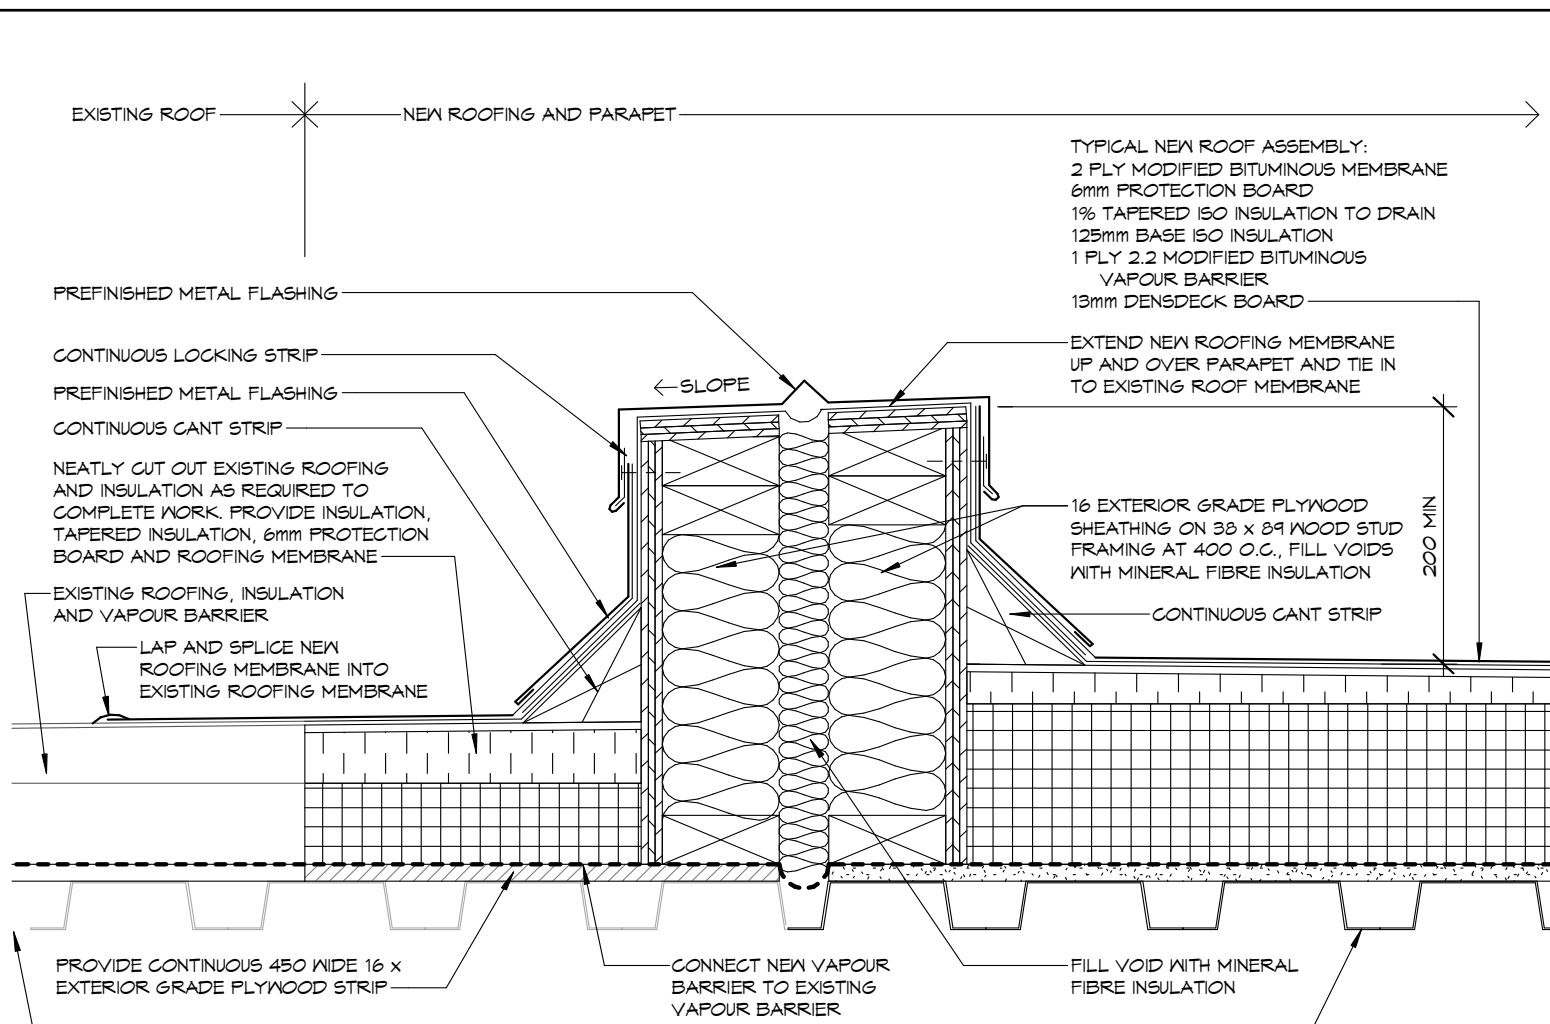 EXISTING ROOF
NEW ROOFING AND PARAPET
TYPICAL NEW ROOF ASSEMBLY:
2 PLY MODIFIED BITUMINOUS MEMBRANE
6mm PROTECTION BOARD
1% TAPERED ISO INSULATION TO DRAIN
125mm BASE ISO INSULATION
1 PLY 2.2 MODIFIED BITUMINOUS
VAPOUR BARRIER
13mm DENSDECK BOARD
PREFINISHED METAL FLASHING
EXTEND NEW ROOFING MEMBRANE
UP AND OVER PARAPET AND TIE IN
TO EXISTING ROOF MEMBRANE
CONTINUOUS LOCKING STRIP
SLOPE
PREFINISHED METAL FLASHING
CONTINUOUS CANT STRIP
NEATLY CUT OUT EXISTING ROOFING
AND INSULATION AS REQUIRED TO
COMPLETE WORK. PROVIDE INSULATION,
TAPERED INSULATION, 6mm PROTECTION
BOARD AND ROOFING MEMBRANE
16 EXTERIOR GRADE PLYWOOD
SHEATHING ON 38 x 89 WOOD STUD
FRAMING AT 400 O.C., FILL VOIDS
WITH MINERAL FIBRE INSULATION
200 MIN
EXISTING ROOFING, INSULATION
AND VAPOUR BARRIER
CONTINUOUS CANT STRIP
LAP AND SPLICE NEW
ROOFING MEMBRANE INTO
EXISTING ROOFING MEMBRANE
PROVIDE CONTINUOUS 450 WIDE 16 x
EXTERIOR GRADE PLYWOOD STRIP
CONNECT NEW VAPOUR
BARRIER TO EXISTING
VAPOUR BARRIER
FILL VOID WITH MINERAL
FIBRE INSULATION